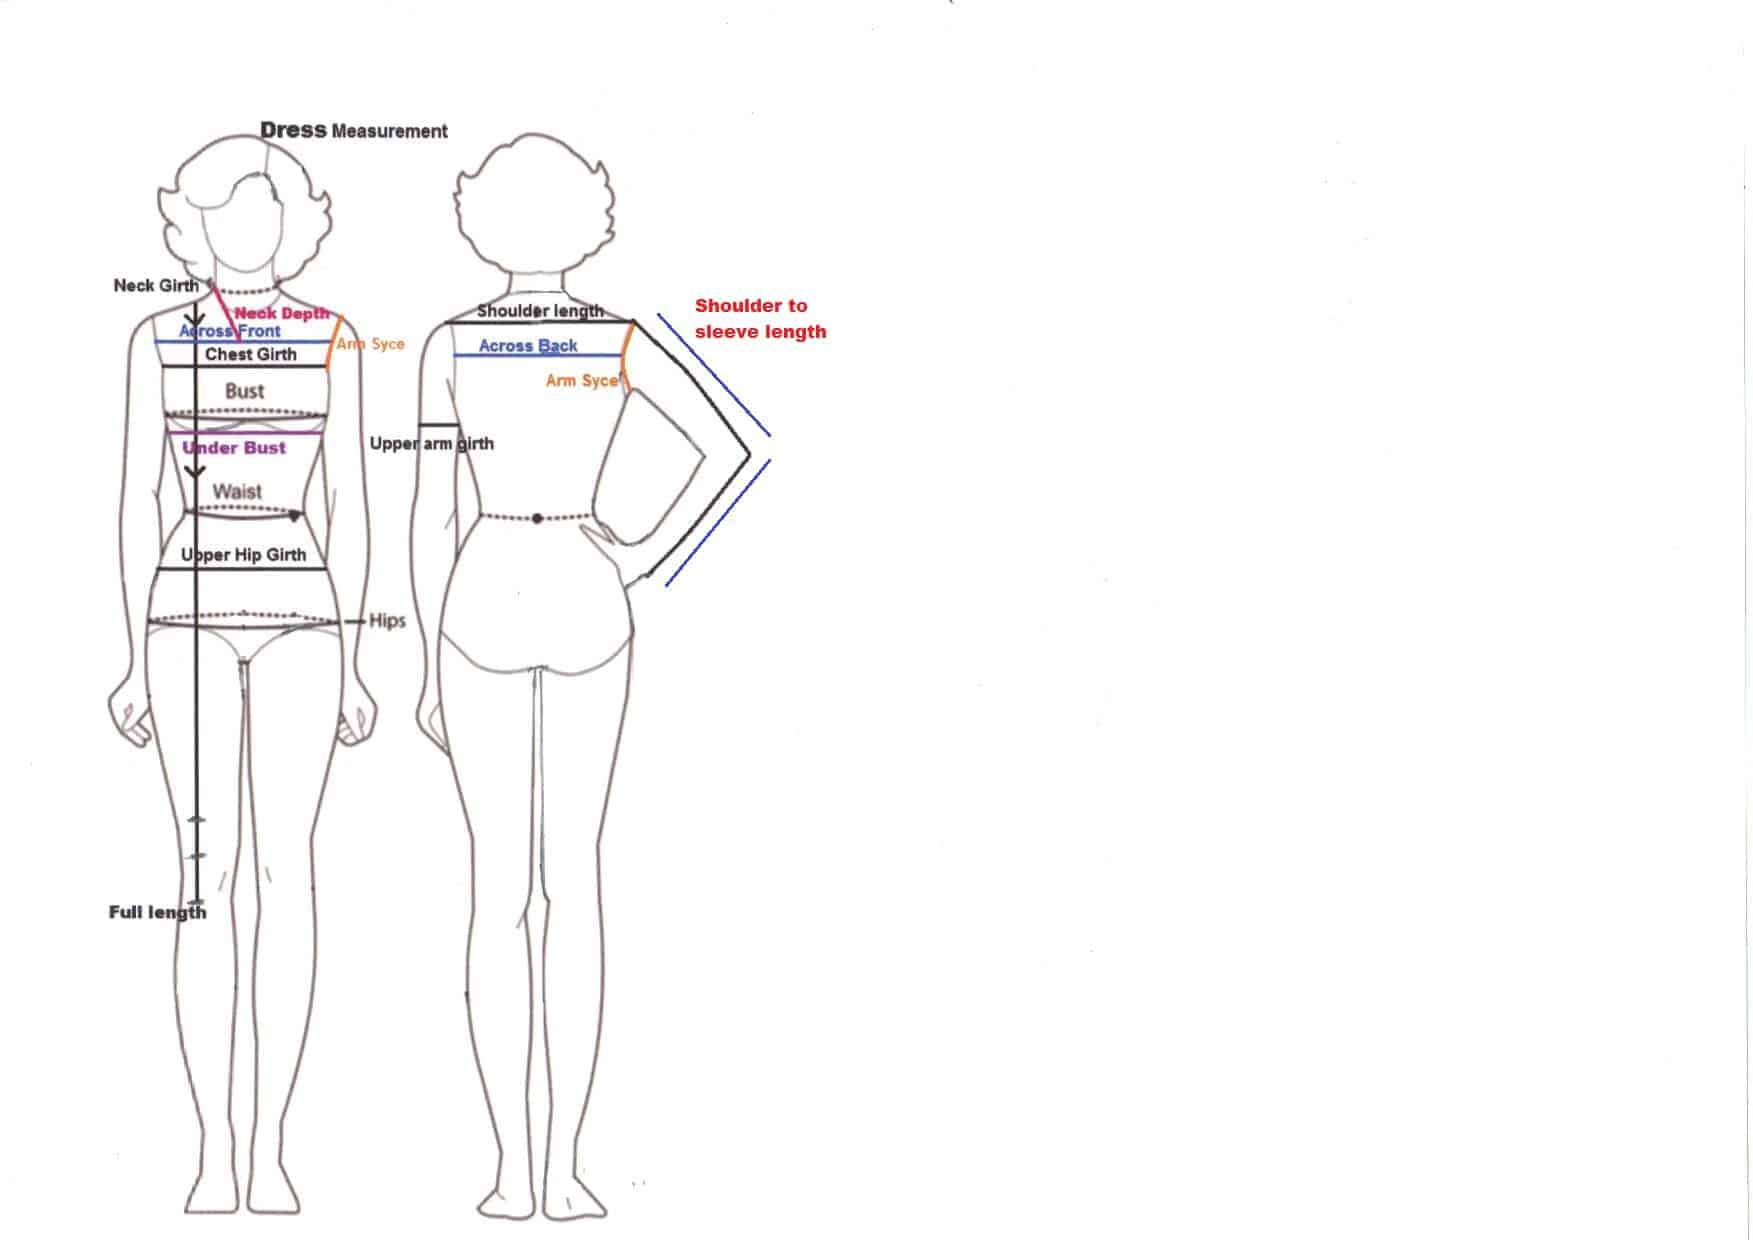 Dress Measurement
Neck Girth
Neck Depth
Across Front
Arm Syce
Chest Girth
Bust
Under Bust
Waist
Upper Hip Girth
Hips
Full length
Shoulder length
Across Back
Arm Syce
Upper arm girth
Shoulder to
sleeve length